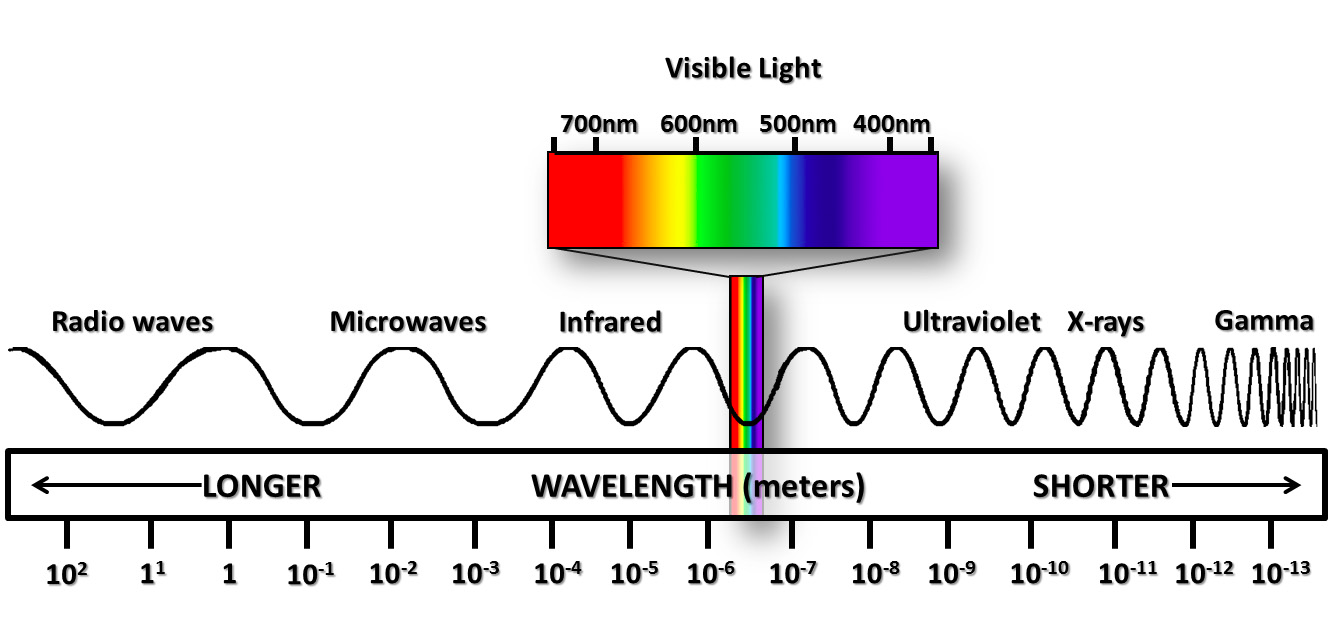 Visible Light
700nm 600nm 500nm 400nm
Radio waves Microwaves Infrared Ultraviolet X-rays Gamma
LONGER WAVELENGTH (meters) SHORTER
10² 1¹ 1 10⁻¹ 10⁻² 10⁻³ 10⁻⁴ 10⁻⁵ 10⁻⁶ 10⁻⁷ 10⁻⁸ 10⁻⁹ 10⁻¹⁰ 10⁻¹¹ 10⁻¹² 10⁻¹³